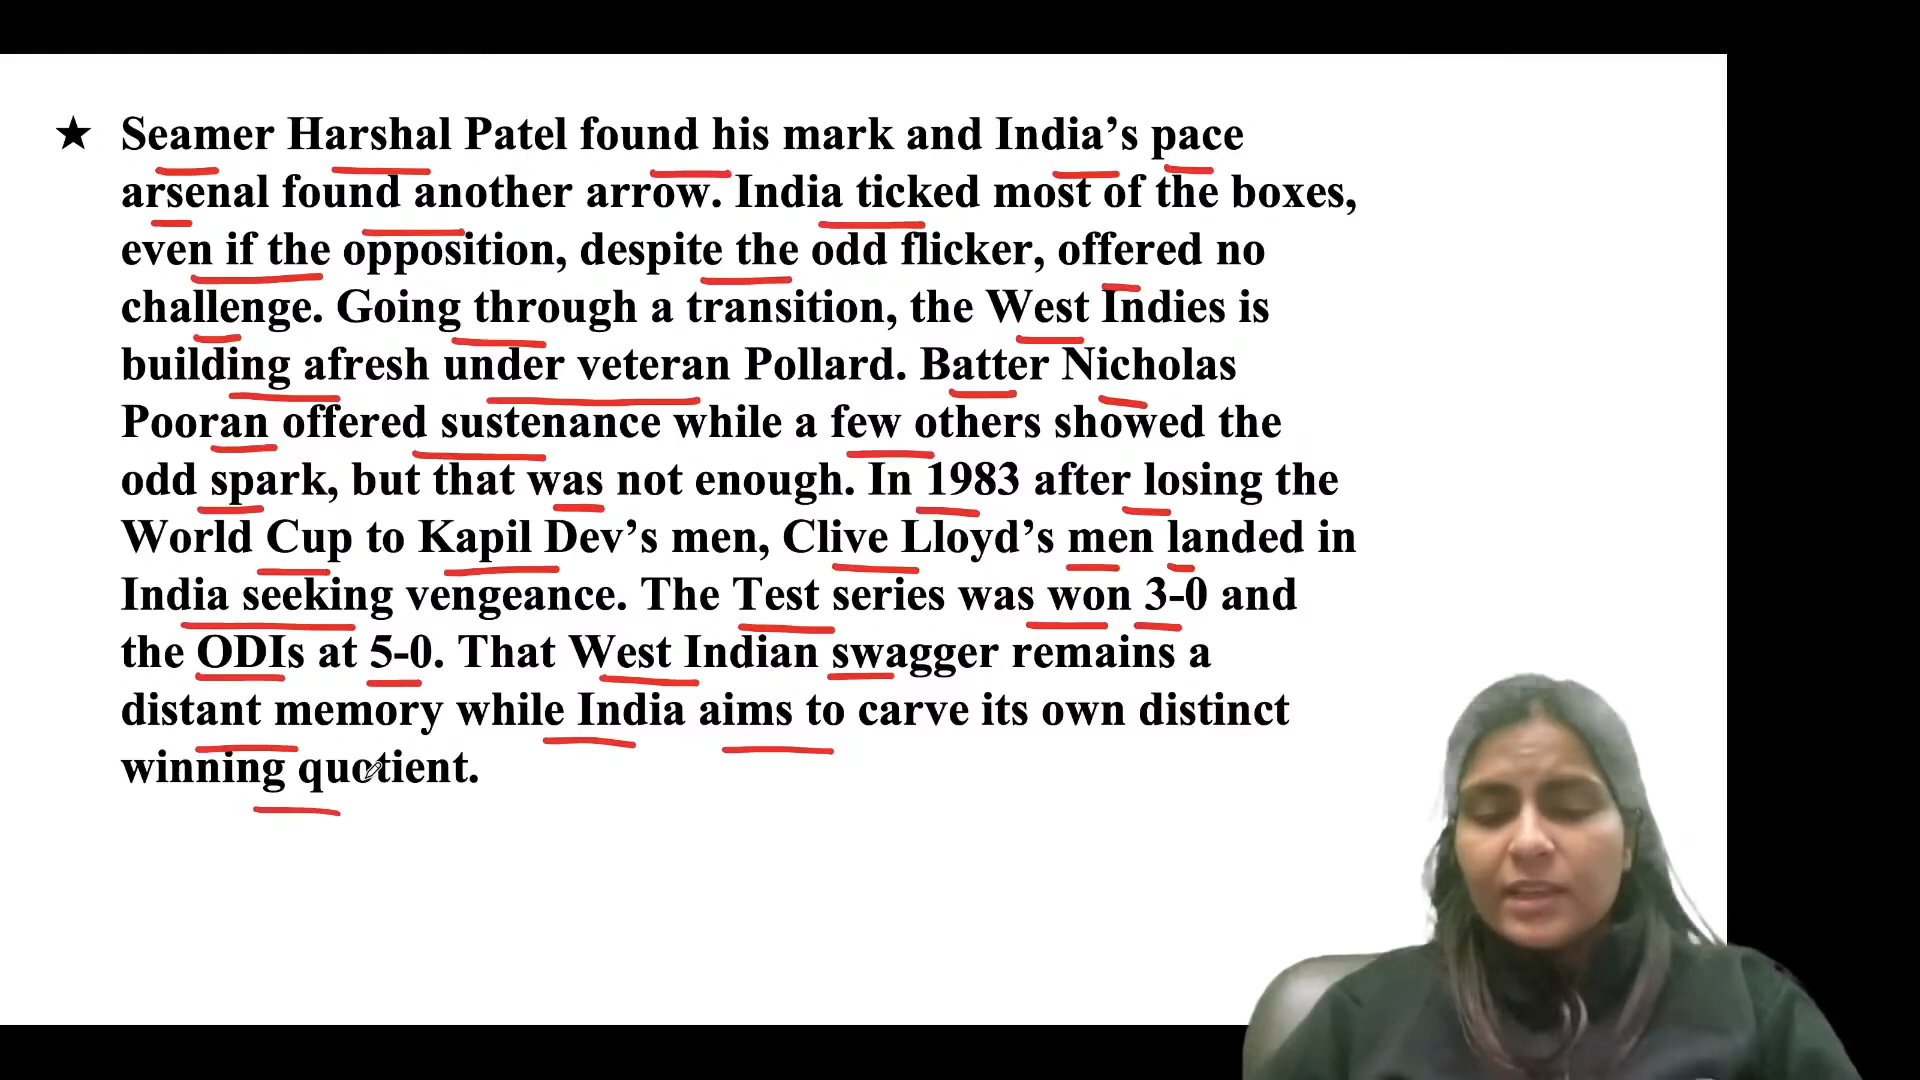 ★ Seamer Harshal Patel found his mark and India’s pace
arsenal found another arrow. India ticked most of the boxes,
even if the opposition, despite the odd flicker, offered no
challenge. Going through a transition, the West Indies is
building afresh under veteran Pollard. Batter Nicholas
Pooran offered sustenance while a few others showed the
odd spark, but that was not enough. In 1983 after losing the
World Cup to Kapil Dev’s men, Clive Lloyd’s men landed in
India seeking vengeance. The Test series was won 3-0 and
the ODIs at 5-0. That West Indian swagger remains a
distant memory while India aims to carve its own distinct
winning quotient.